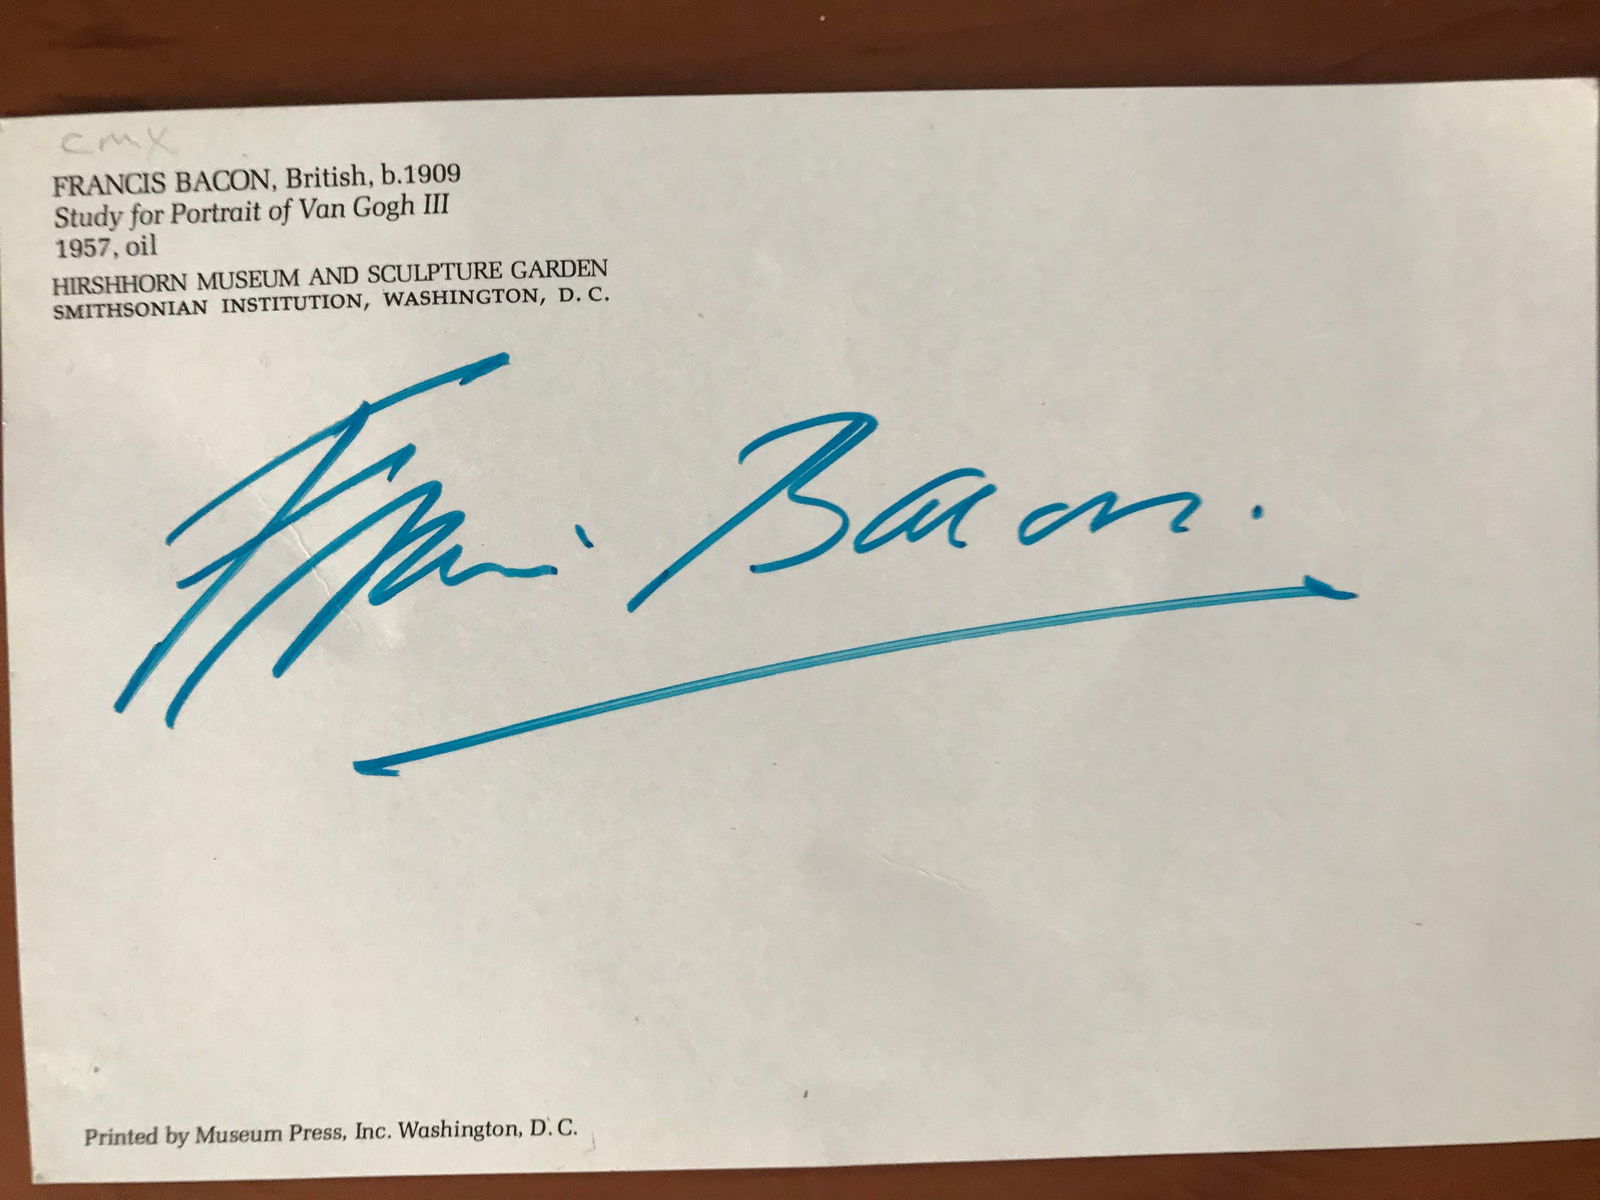 cmx
FRANCIS BACON, British, b.1909
Study for Portrait of Van Gogh III
1957, oil
HIRSHHORN MUSEUM AND SCULPTURE GARDEN
SMITHSONIAN INSTITUTION, WASHINGTON, D. C.
Francis Bacon.
Printed by Museum Press, Inc. Washington, D. C.